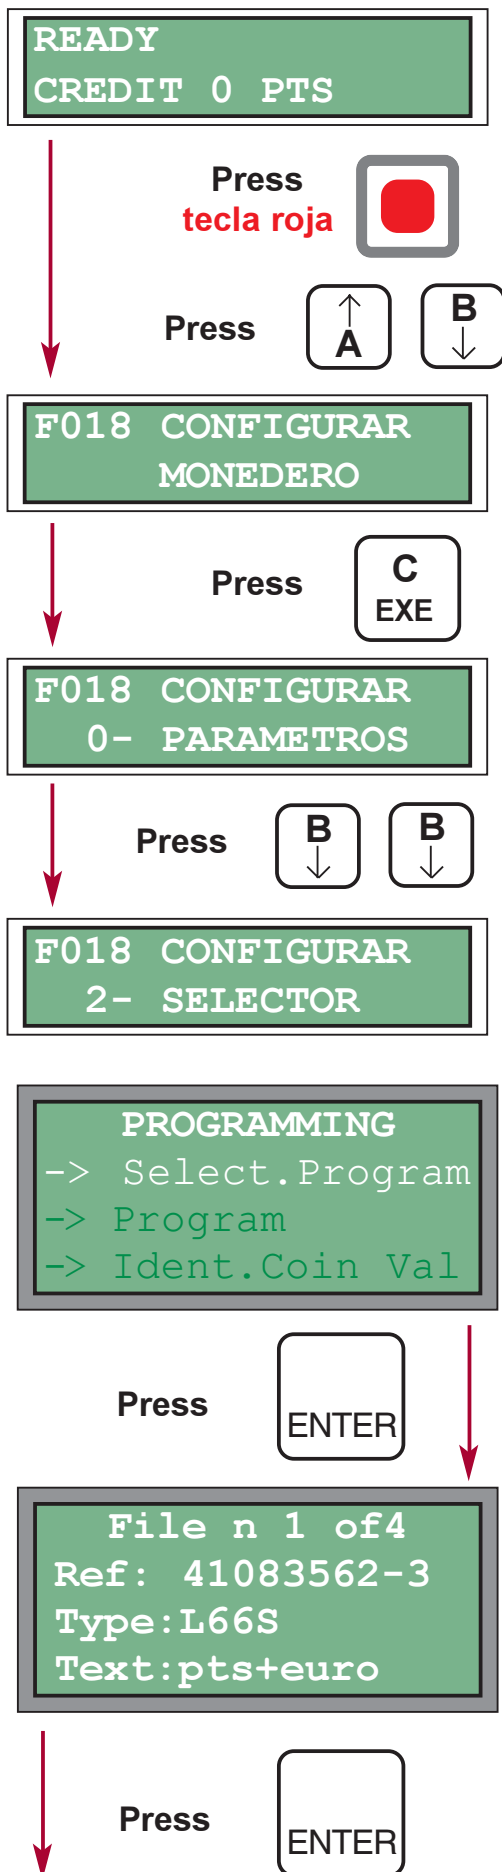 READY
CREDIT 0 PTS
Press
tecla roja
Press
↑
A
B
↓
F018 CONFIGURAR
MONEDERO
Press
C
EXE
F018 CONFIGURAR
0- PARAMETROS
Press
B
↓
B
↓
F018 CONFIGURAR
2- SELECTOR
PROGRAMMING
-> Select.Program
-> Program
-> Ident.Coin Val
Press
ENTER
File n 1 of4
Ref: 41083562-3
Type:L66S
Text:pts+euro
Press
ENTER